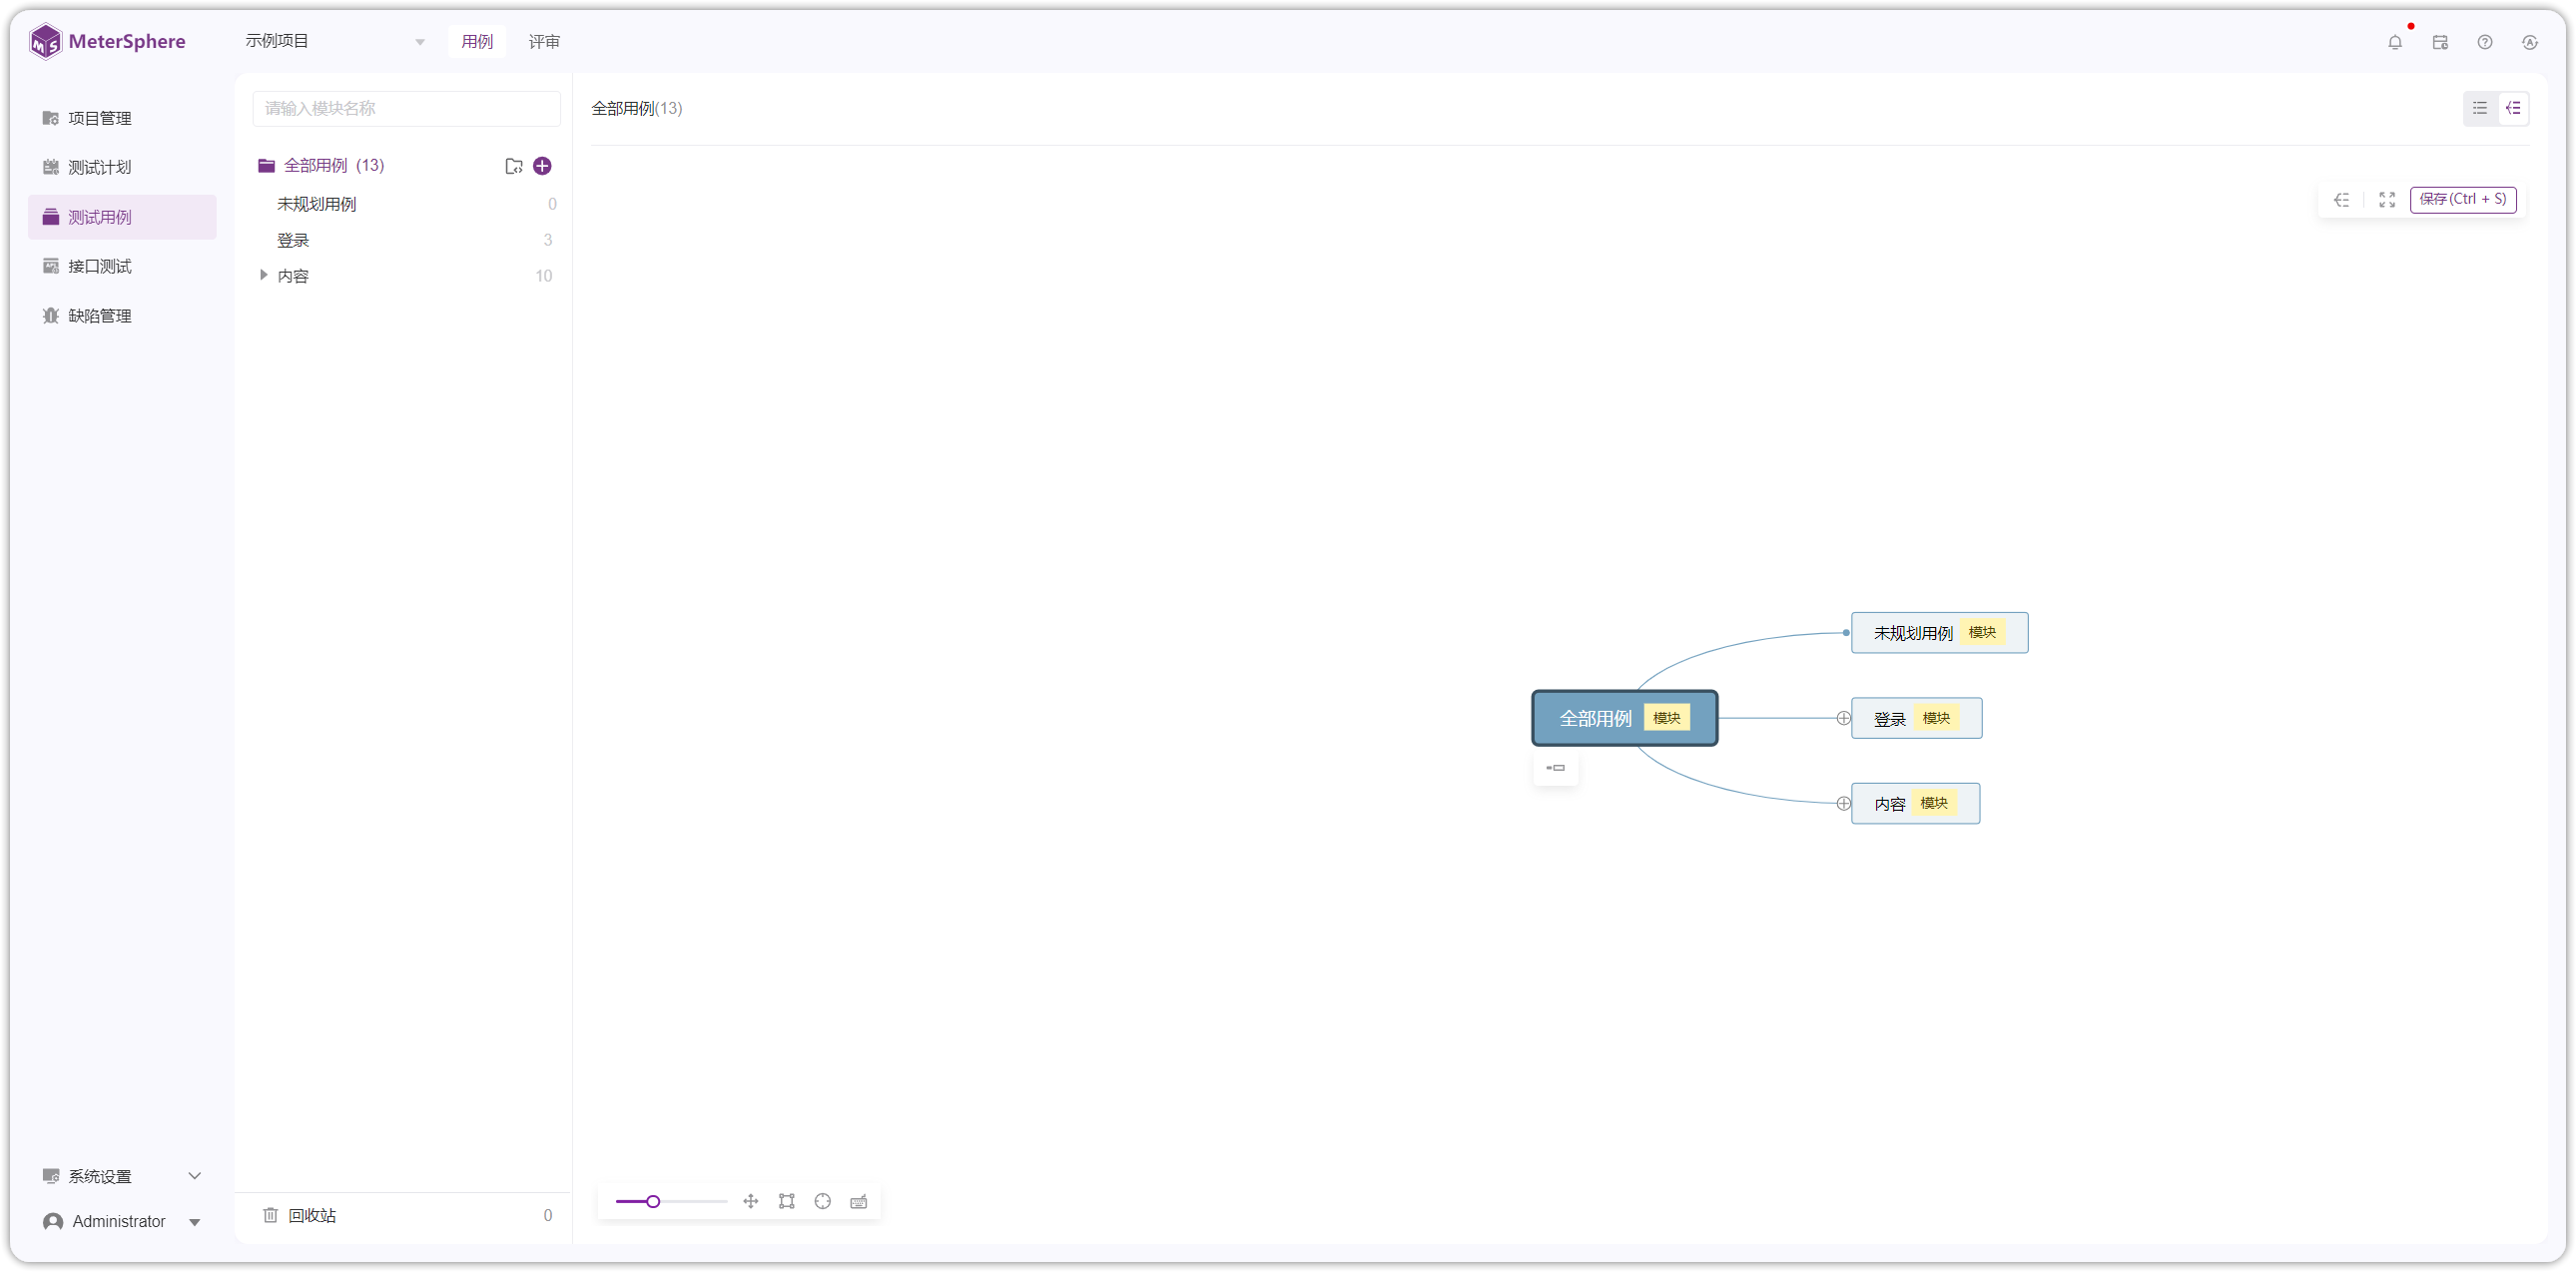 MeterSphere
示例项目
用例
评审
项目管理
测试计划
测试用例
接口测试
缺陷管理
系统设置
Administrator
请输入模块名称
全部用例 (13)
未规划用例 0
登录 3
内容 10
回收站 0
全部用例(13)
保存(Ctrl + S)
未规划用例 模块
全部用例 模块
登录 模块
内容 模块